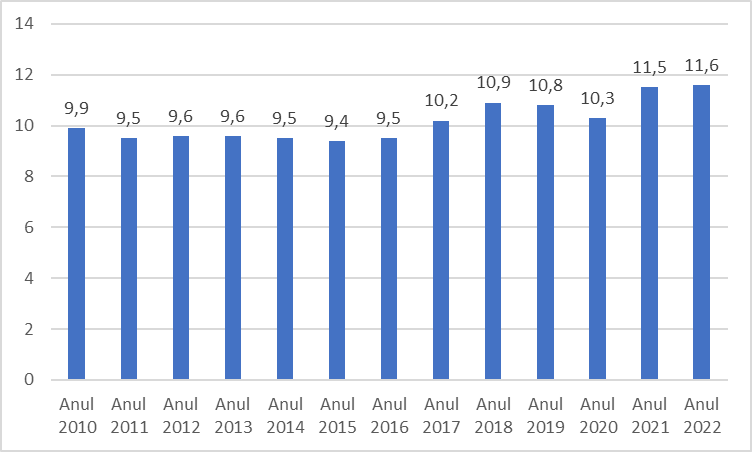 14
12
10
8
6
4
2
0
9,9
9,5
9,6
9,6
9,5
9,4
9,5
10,2
10,9
10,8
10,3
11,5
11,6
Anul 2010
Anul 2011
Anul 2012
Anul 2013
Anul 2014
Anul 2015
Anul 2016
Anul 2017
Anul 2018
Anul 2019
Anul 2020
Anul 2021
Anul 2022